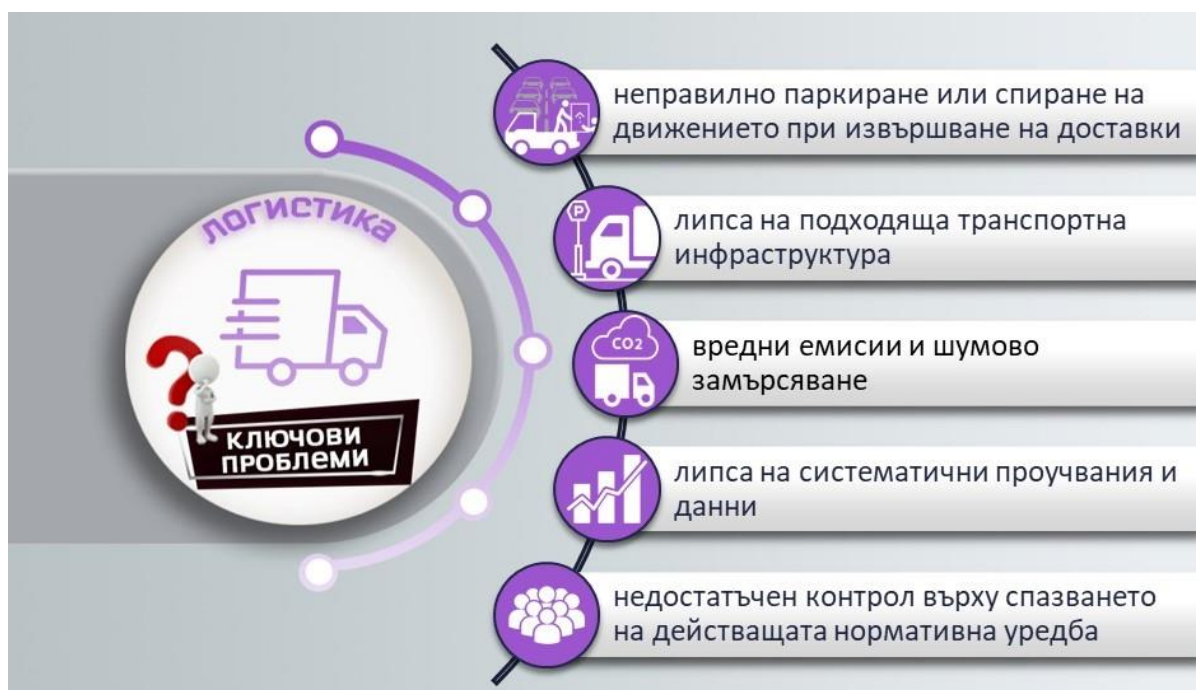 логистика
?
ключови
проблеми
неправилно паркиране или спиране на
движението при извършване на доставки
P
липса на подходяща транспортна
инфраструктура
CO2
вредни емисии и шумово
замърсяване
липса на систематични проучвания и
данни
недостатъчен контрол върху спазването
на действащата нормативна уредба